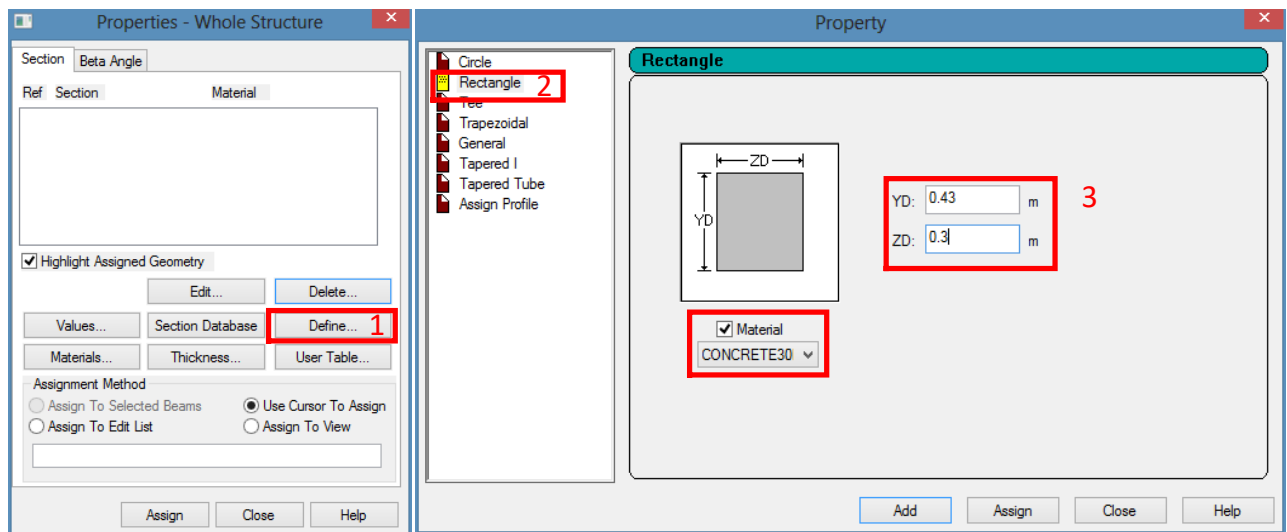 Properties - Whole Structure
Section Beta Angle
Ref Section Material
Highlight Assigned Geometry
Edit... Delete...
Values... Section Database Define... 1
Materials... Thickness... User Table...
Assignment Method
Assign To Selected Beams Use Cursor To Assign
Assign To Edit List Assign To View
Assign Close Help
Property
Circle
Rectangle 2
Tee
Trapezoidal
General
Tapered I
Tapered Tube
Assign Profile
Rectangle
ZD
YD
YD: 0.43 m 3
ZD: 0.3 m
Material
CONCRETE30
Add Assign Close Help